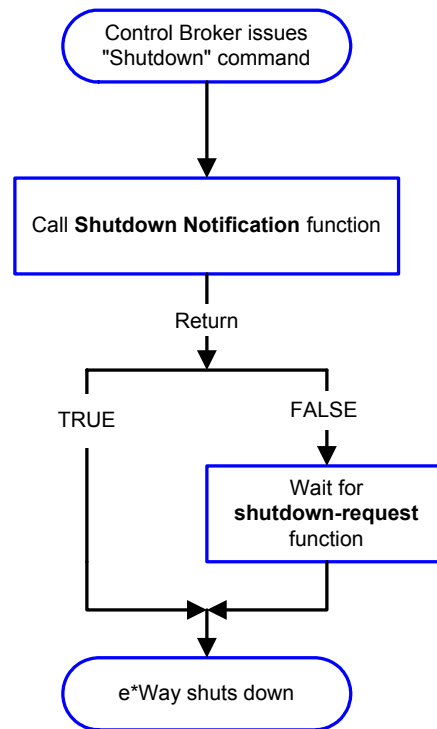 Control Broker issues
"Shutdown" command
Call Shutdown Notification function
Return
TRUE
FALSE
Wait for
shutdown-request
function
e*Way shuts down